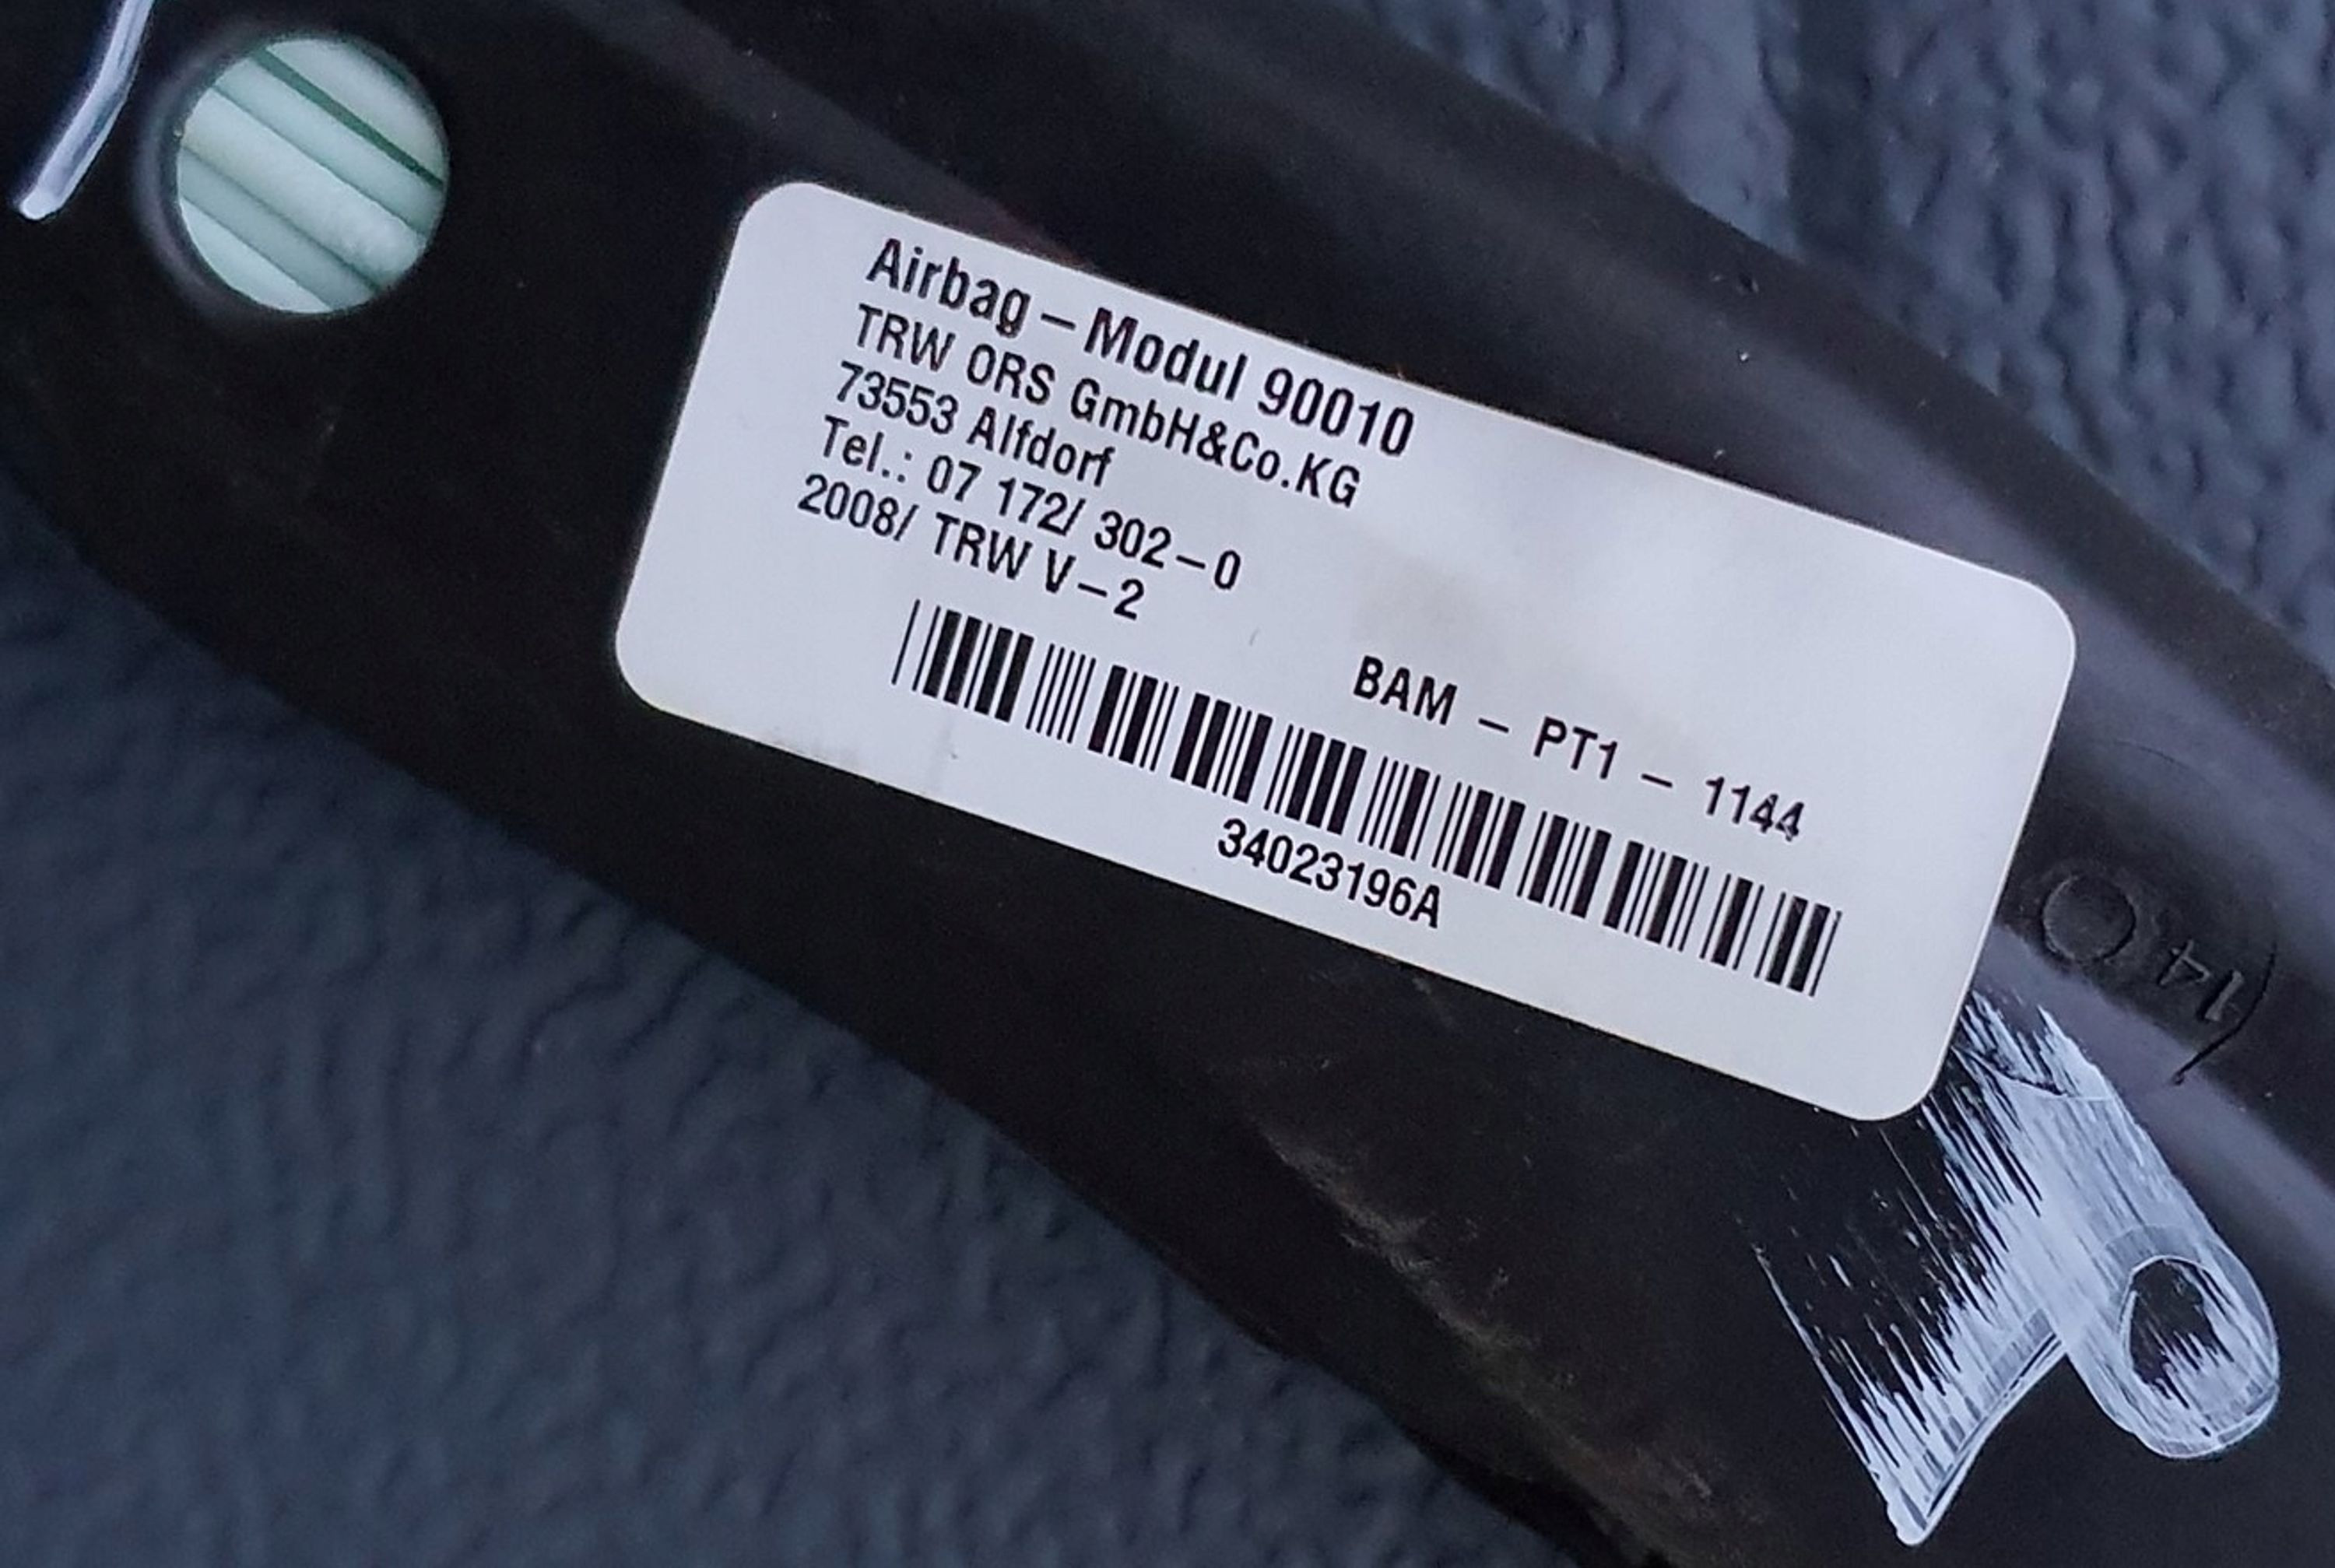 Airbag – Modul 90010
TRW ORS GmbH&Co.KG
73553 Alfdorf
Tel.: 07 172/ 302–0
2008/ TRW V–2
BAM – PT1 – 1144
34023196A
14